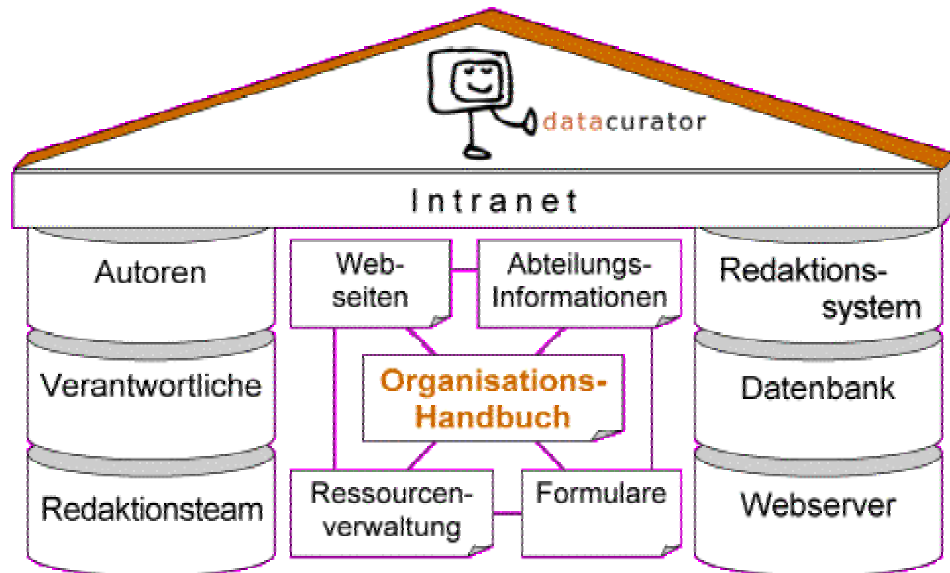 datacurator
Intranet
Autoren
Verantwortliche
Redaktionsteam
Web-
seiten
Abteilungs-
Informationen
Organisations-
Handbuch
Ressourcen-
verwaltung
Formulare
Redaktions-
system
Datenbank
Webserver